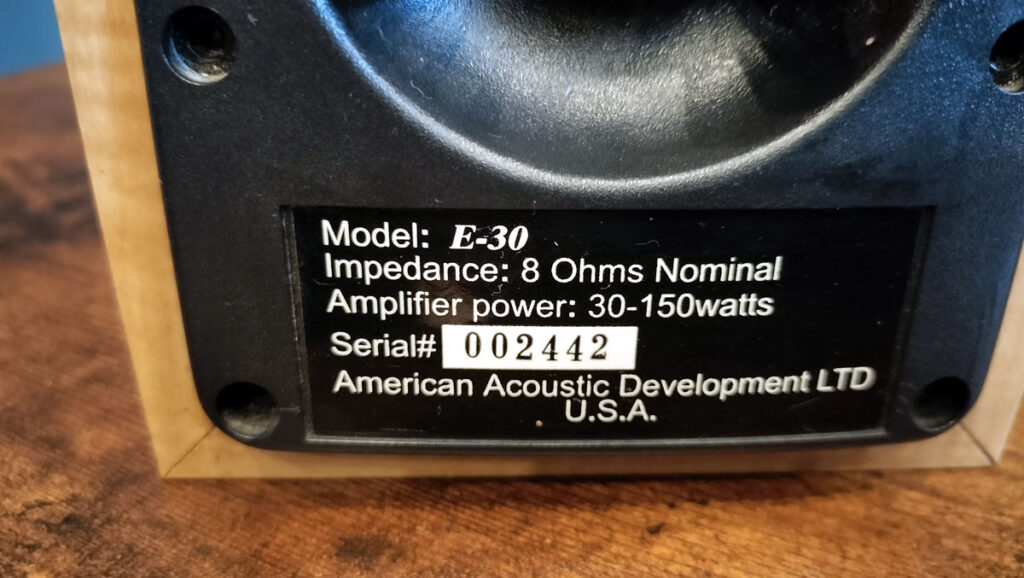 Model: E-30
Impedance: 8 Ohms Nominal
Amplifier power: 30-150watts
Serial# 002442
American Acoustic Development LTD
U.S.A.